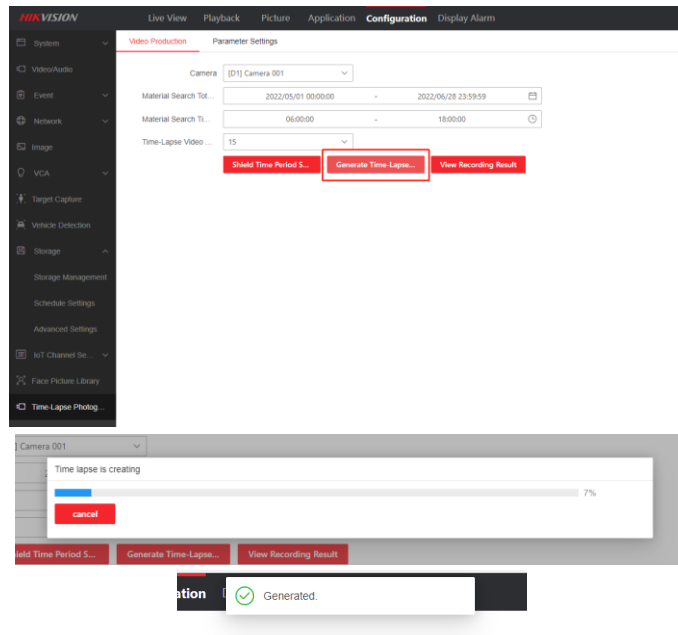 HIKVISION
Live View Playback Picture Application Configuration Display Alarm
System
Video/Audio
Event
Network
Image
VCA
Target Capture
Vehicle Detection
Storage
Storage Management
Schedule Settings
Advanced Settings
IoT Channel Se...
Face Picture Library
Time-Lapse Photog...
Video Production Parameter Settings
Camera [D1] Camera 001
Material Search Tot... 2022/05/01 00:00:00 - 2022/06/28 23:59:59
Material Search Ti... 06:00:00 - 18:00:00
Time-Lapse Video ... 15
Shield Time Period S... Generate Time-Lapse... View Recording Result
] Camera 001
Time lapse is creating
7%
cancel
hield Time Period S... Generate Time-Lapse... View Recording Result
ation D
Generated.